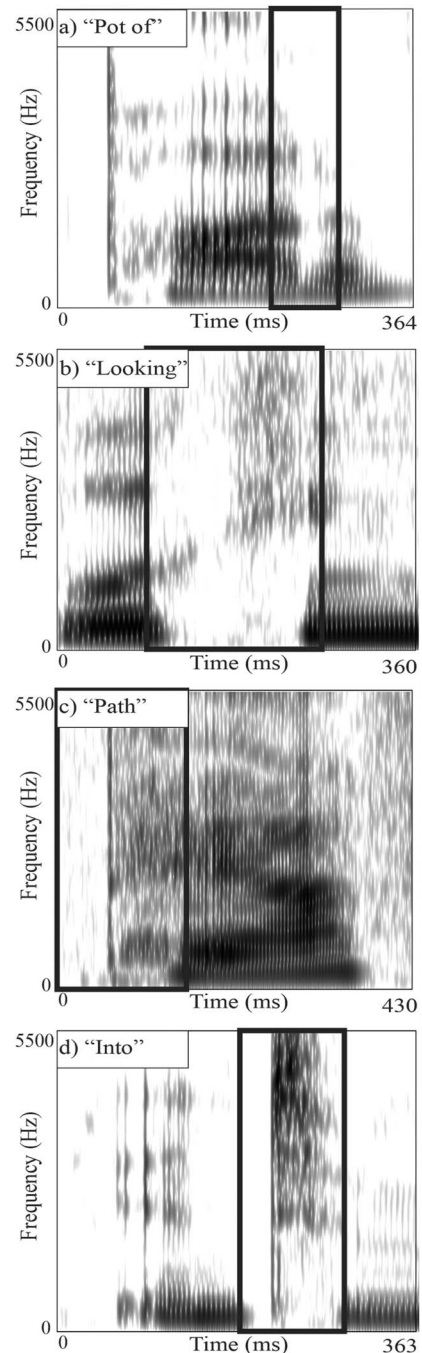 5500
a) “Pot of”
Frequency (Hz)
0
0
Time (ms)
364
5500
b) “Looking”
Frequency (Hz)
0
0
Time (ms)
360
5500
c) “Path”
Frequency (Hz)
0
0
Time (ms)
430
5500
d) “Into”
Frequency (Hz)
0
0
Time (ms)
363